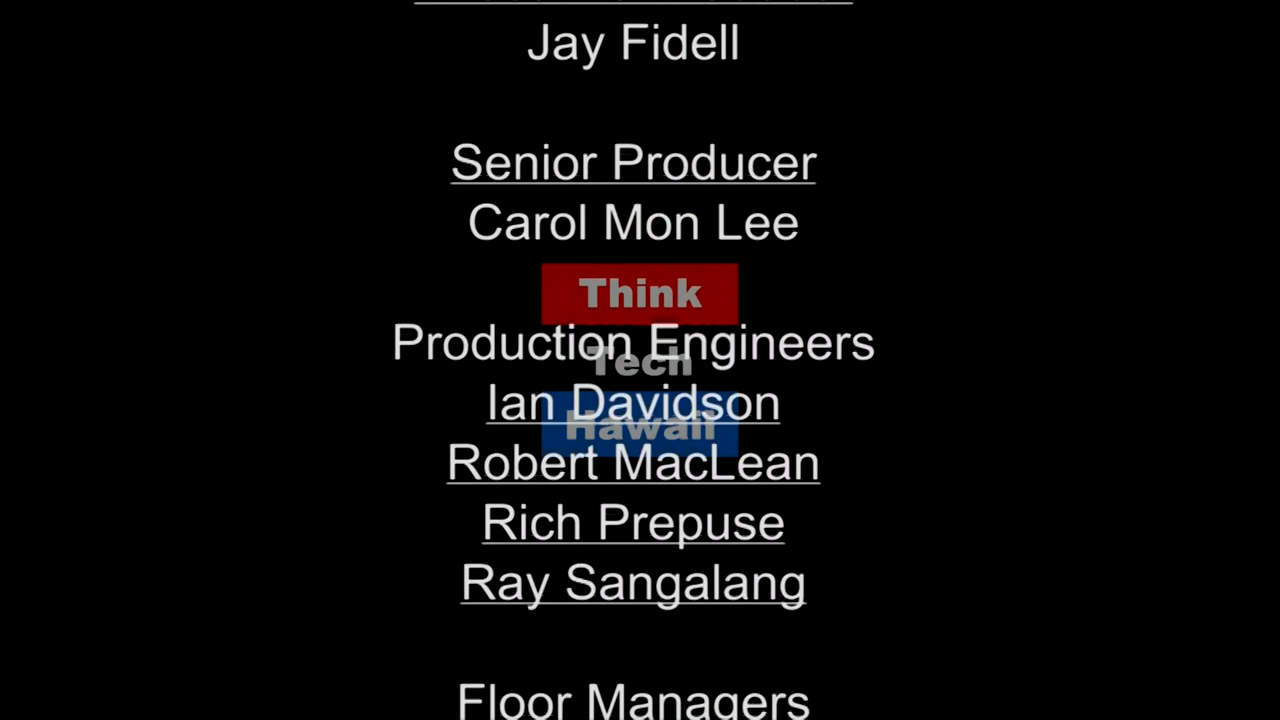 Jay Fidell
Senior Producer
Carol Mon Lee
Think
Production Engineers
Tech
Ian Davidson
Hawaii
Robert MacLean
Rich Prepuse
Ray Sangalang
Floor Managers